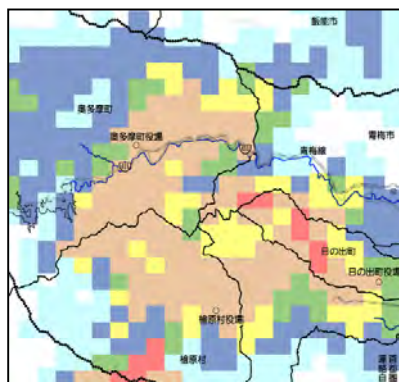 飯能市
奥多摩町
奥多摩町役場
青梅線
青梅市
日の出町
日の出町役場
檜原村役場
檜原村